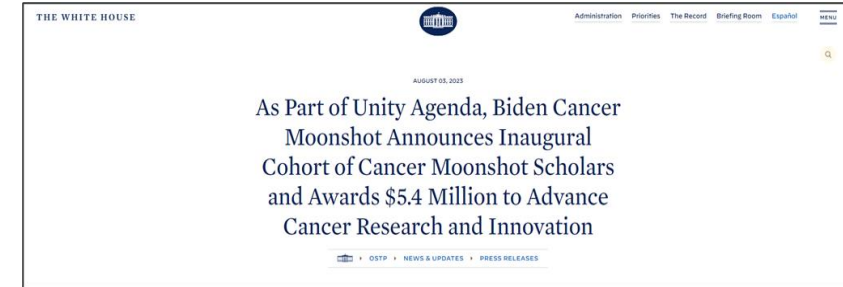 THE WHITE HOUSE
Administration Priorities The Record Briefing Room Español MENU
AUGUST 03, 2023
As Part of Unity Agenda, Biden Cancer
Moonshot Announces Inaugural
Cohort of Cancer Moonshot Scholars
and Awards $5.4 Million to Advance
Cancer Research and Innovation
OSTP NEWS & UPDATES PRESS RELEASES